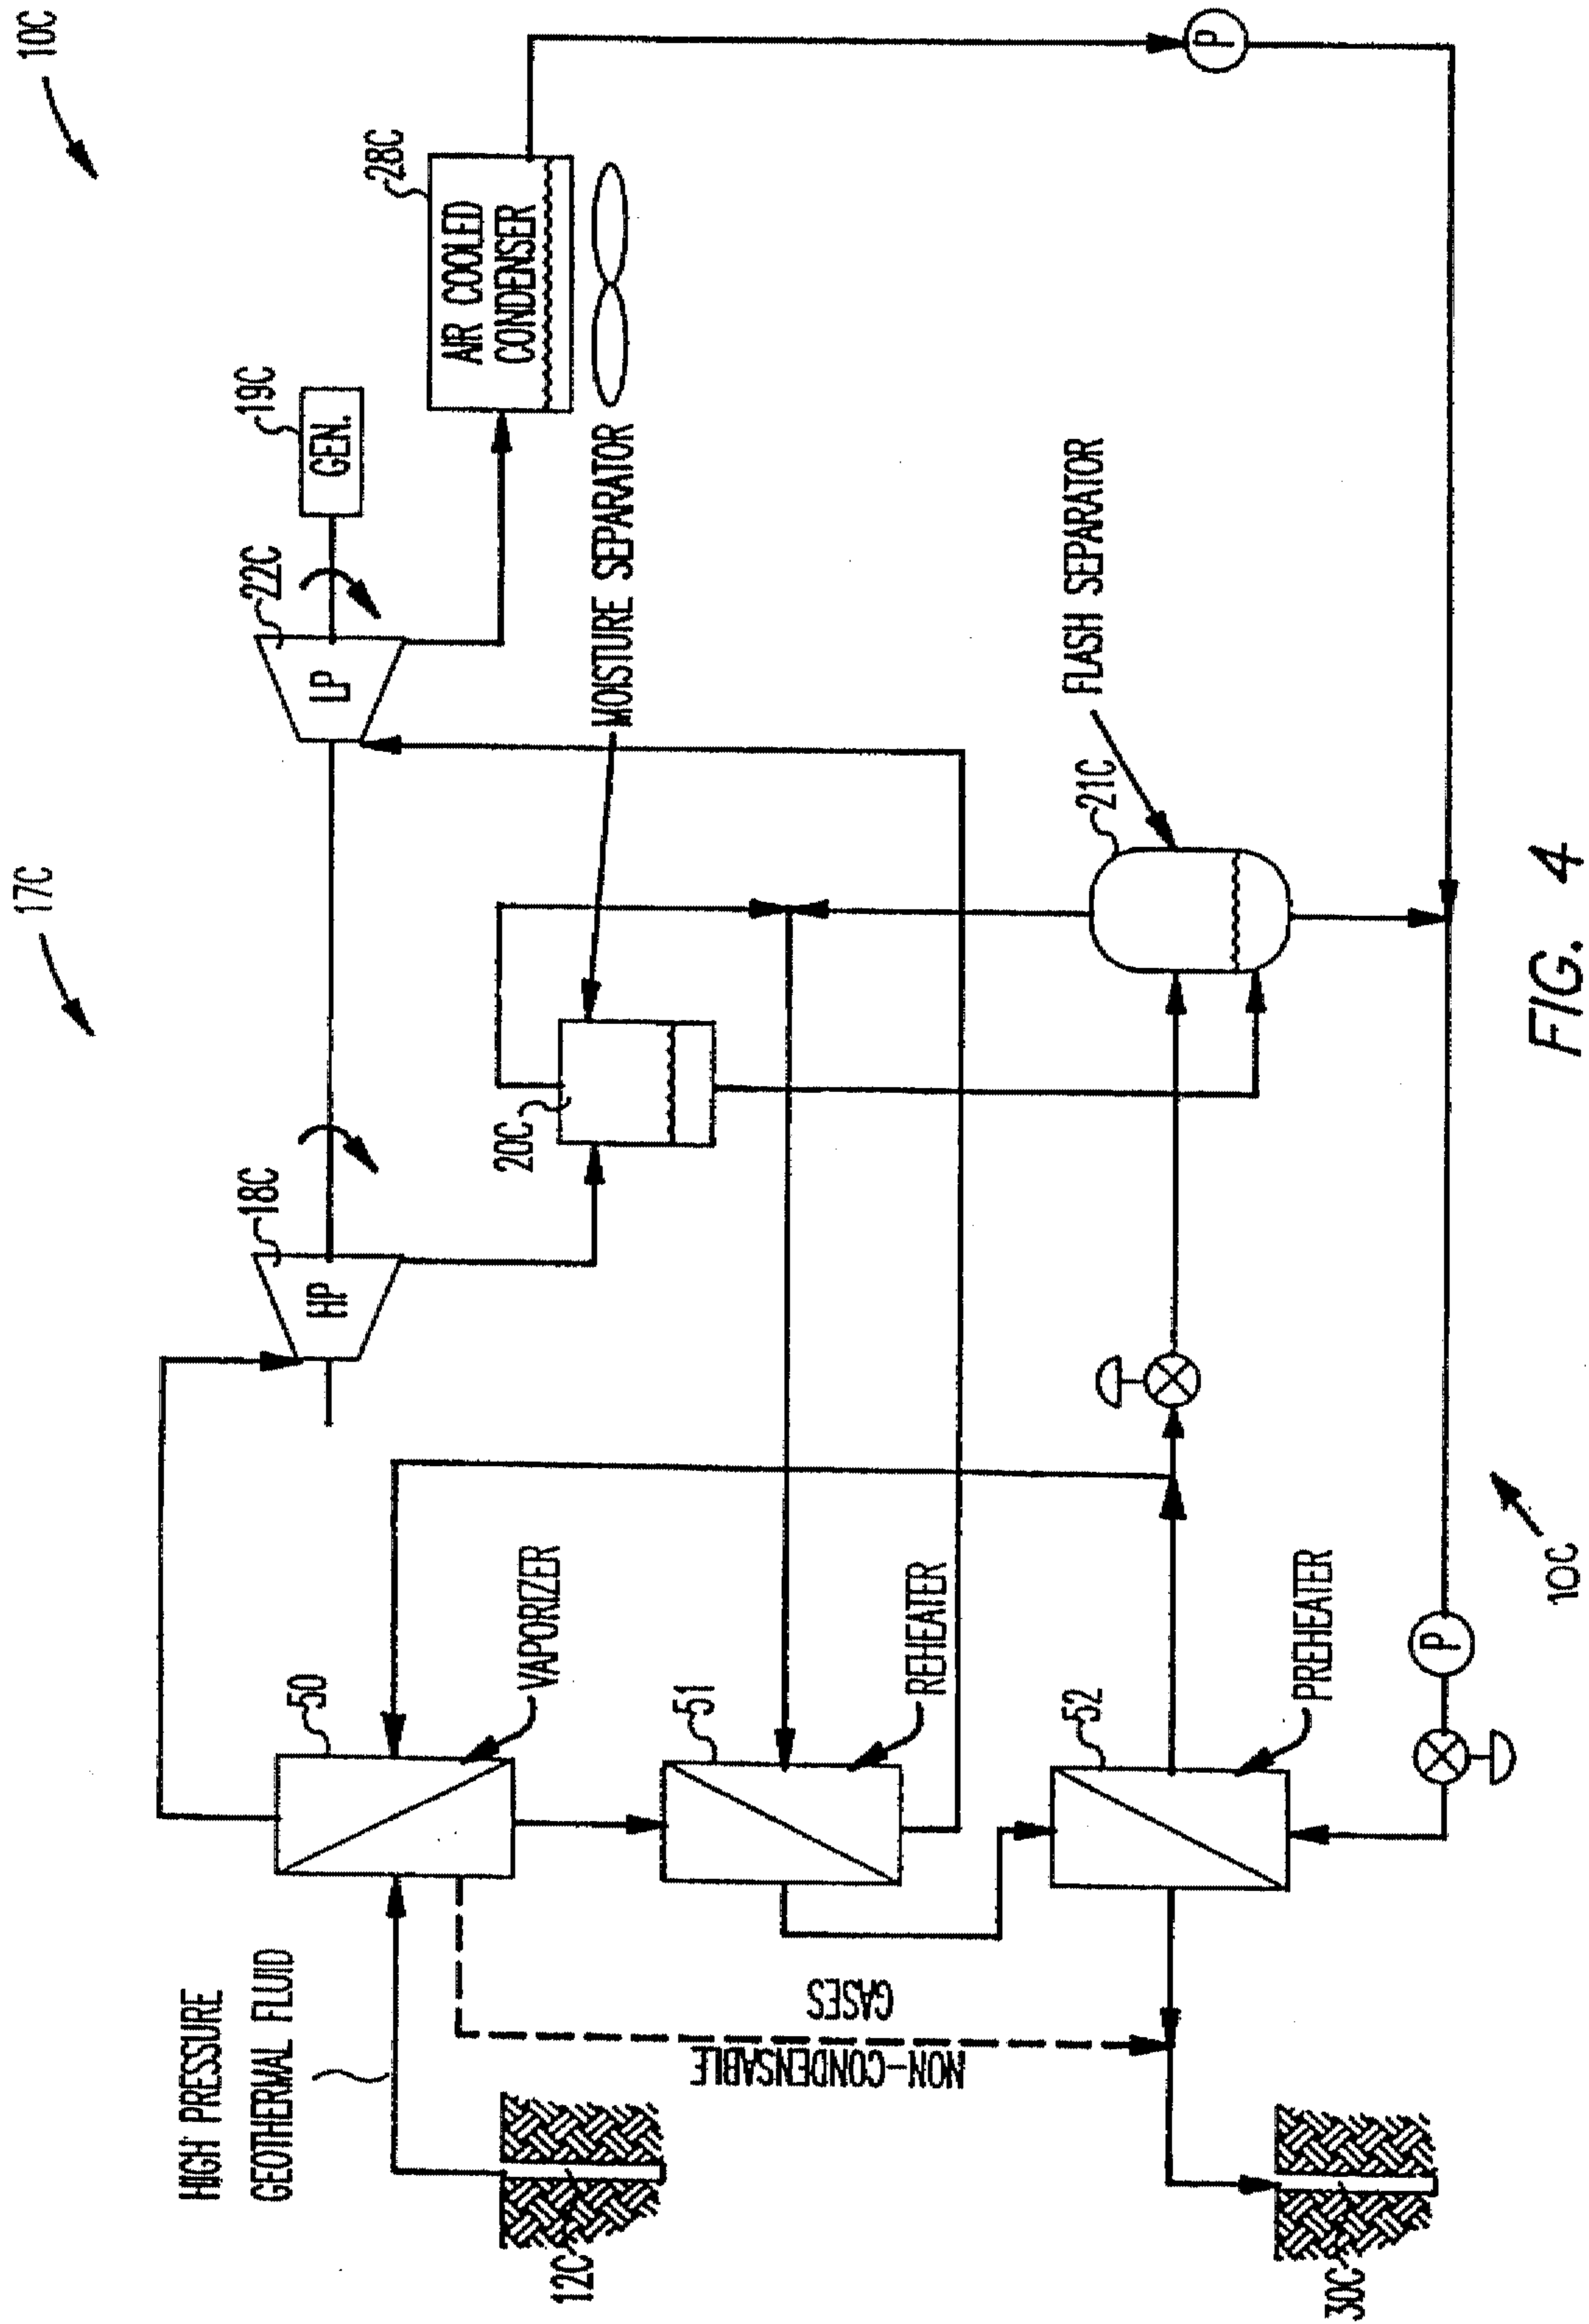 10C
17C
HIGH PRESSURE
GEOTHERMAL FLUID
12C
50
VAPORIZER
18C
HP
22C
LP
19C
GEN.
28C
AIR COOLED
CONDENSER
20C
MOISTURE SEPARATOR
51
REHEATER
NON-CONDENSABLE
GASES
52
PREHEATER
21C
FLASH SEPARATOR
P
P
30C
10C
FIG. 4